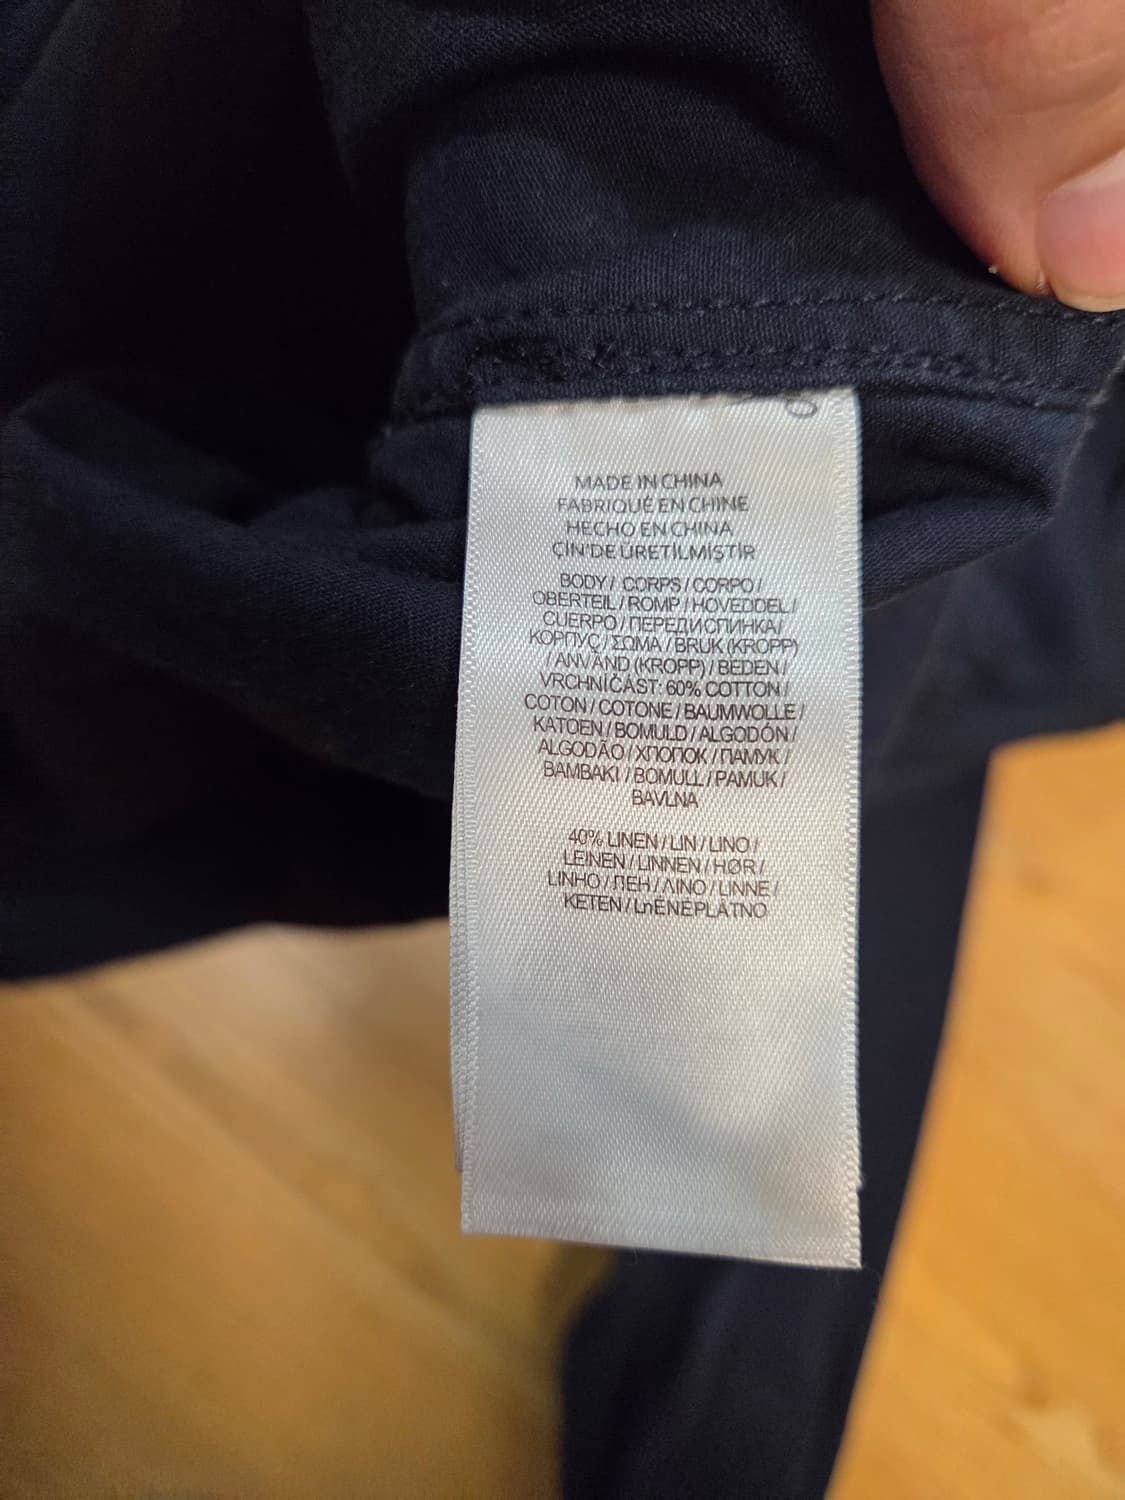 MADE IN CHINA
FABRIQUÉ EN CHINE
HECHO EN CHINA
ÇİN'DE ÜRETİLMİŞTİR
BODY / CORPS / CORPO /
OBERTEIL / ROMP / HOVEDDEL /
CUERPO / ПЕРЕДИСПИНКА /
КОРПУС / ΣΩΜΑ / BRUK (KROPP)
/ ANVÄND (KROPP) / BEDEN /
VRCHNÍČÁST: 60% COTTON /
COTON / COTONE / BAUMWOLLE /
KATOEN / BOMULD / ALGODÓN /
ALGODÃO / ХЛОПОК / ПАМУК /
BAMBAKI / BOMULL / PAMUK /
BAVLNA
40% LINEN / LIN / LINO /
LEINEN / LINNEN / HØR /
LINHO / ЛЕН / ΛΙΝΟ / LINNE /
KETEN / LnĚNÉPLÁTNO